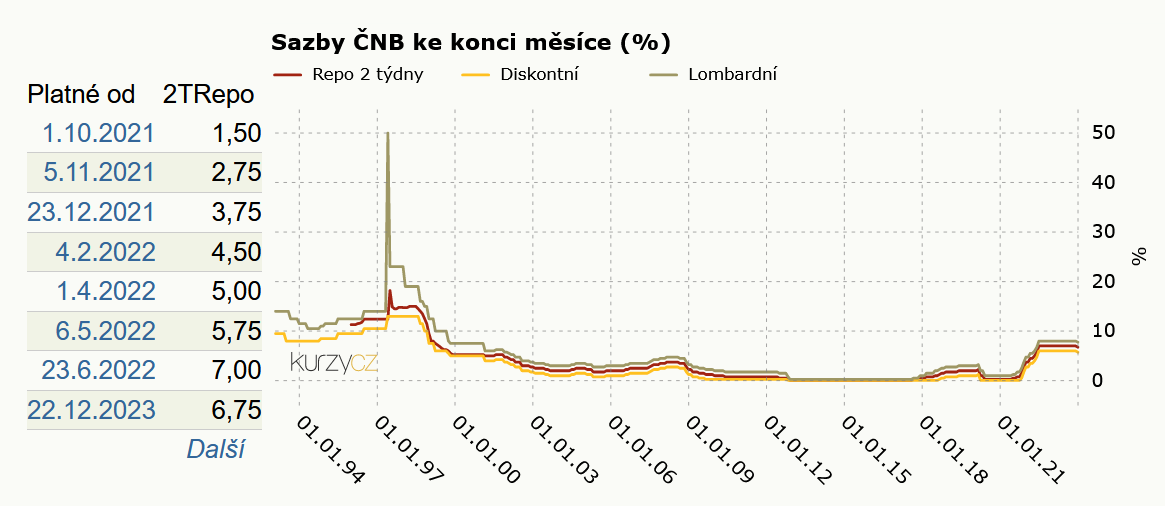 Sazby ČNB ke konci měsíce (%)
Repo 2 týdny Diskontní Lombardní
Platné od 2TRepo
1.10.2021 1,50
5.11.2021 2,75
23.12.2021 3,75
4.2.2022 4,50
1.4.2022 5,00
6.5.2022 5,75
23.6.2022 7,00
22.12.2023 6,75
Další
50
40
30
%
20
10
0
kurzycz
01.01.94 01.01.97 01.01.00 01.01.03 01.01.06 01.01.09 01.01.12 01.01.15 01.01.18 01.01.21